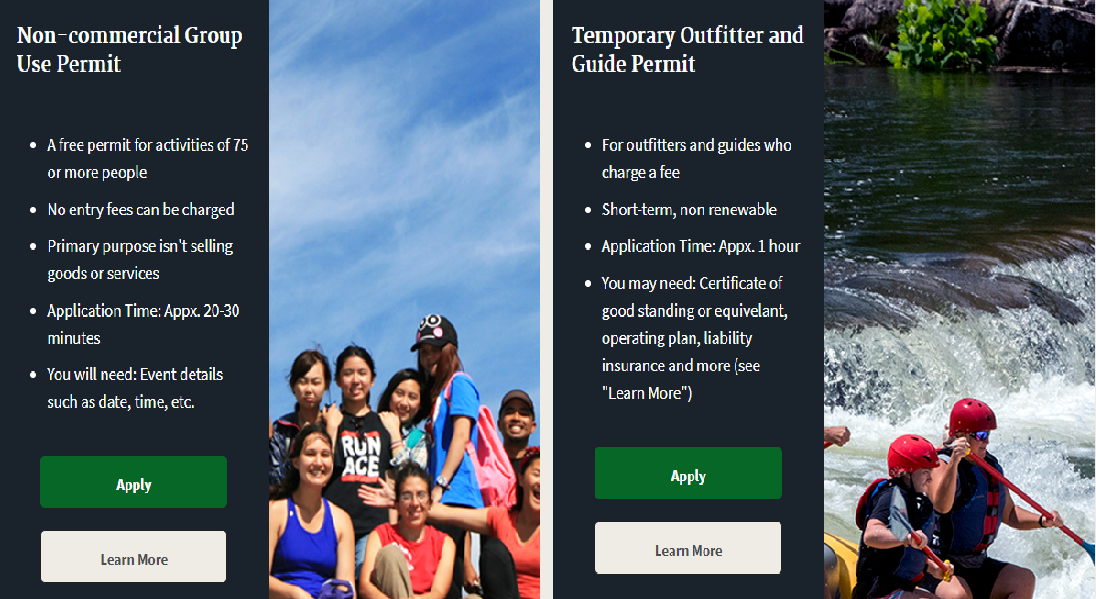 Non-commercial Group
Use Permit
A free permit for activities of 75
or more people
No entry fees can be charged
Primary purpose isn't selling
goods or services
Application Time: Appx. 20-30
minutes
You will need: Event details
such as date, time, etc.
Apply
Learn More
RUN
ACE
Temporary Outfitter and
Guide Permit
For outfitters and guides who
charge a fee
Short-term, non renewable
Application Time: Appx. 1 hour
You may need: Certificate of
good standing or equivelant,
operating plan, liability
insurance and more (see
"Learn More")
Apply
Learn More